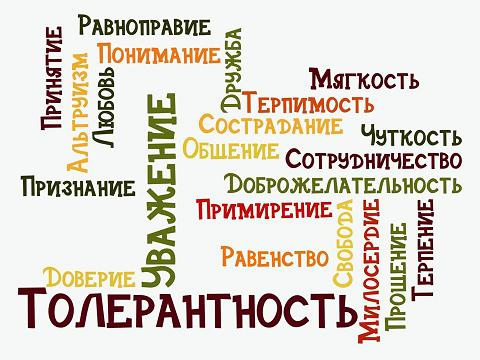 Равноправие
Принятие
Альтруизм
Любовь
Понимание
Дружба
Мягкость
Терпимость
Сострадание
Чуткость
Общение
Сотрудничество
Признание
Уважение
Доброжелательность
Примирение
Свобода
Милосердие
Прощение
Терпение
Равенство
Доверие
Толерантность